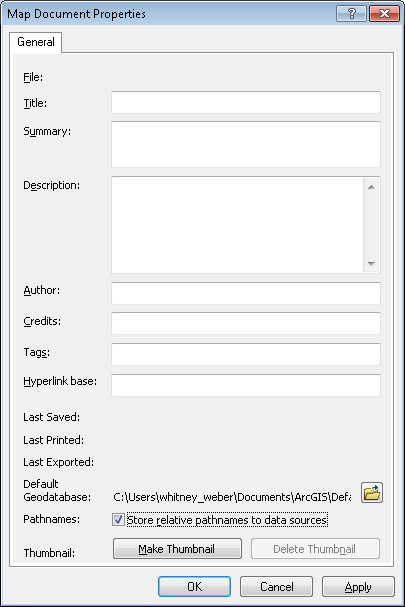 Map Document Properties
General
File:
Title:
Summary:
Description:
Author:
Credits:
Tags:
Hyperlink base:
Last Saved:
Last Printed:
Last Exported:
Default
Geodatabase: C:\Users\whitney_weber\Documents\ArcGIS\Defa
Pathnames: Store relative pathnames to data sources
Thumbnail: Make Thumbnail Delete Thumbnail
OK Cancel Apply